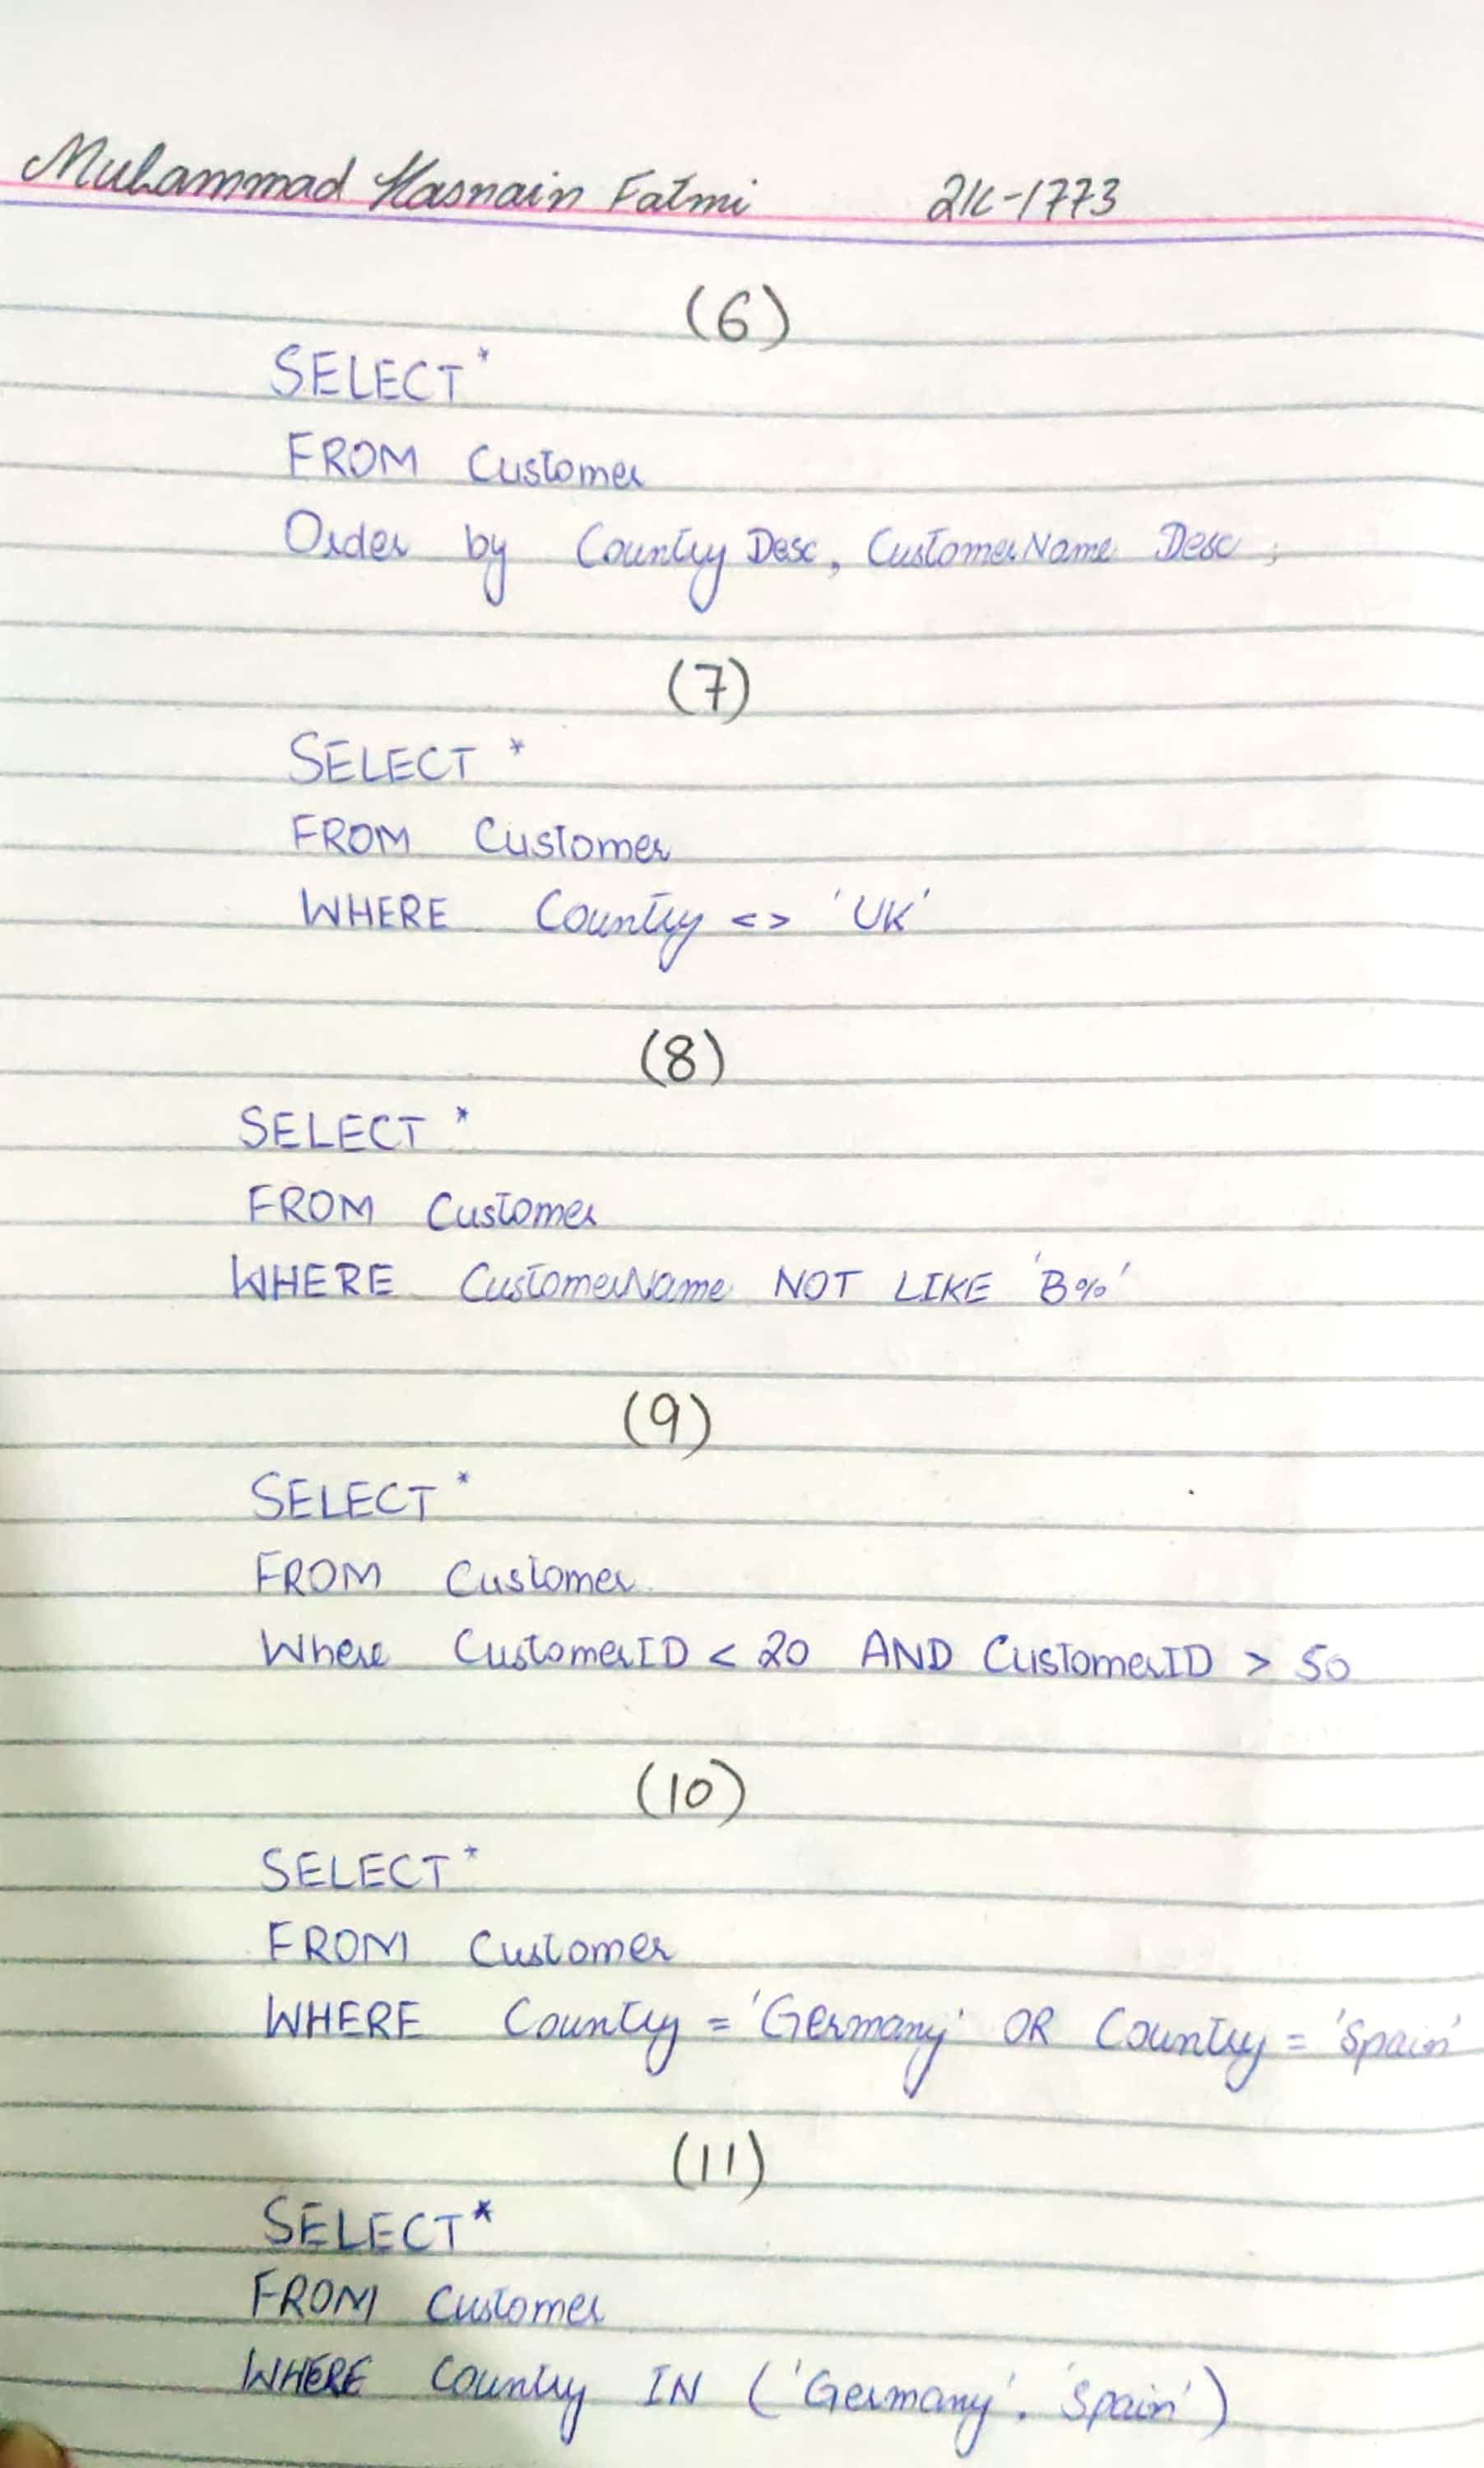 Muhammad Hasnain Fatmi 21K-1773
(6)
SELECT *
FROM Customer
Order by Country Desc, CustomerName Desc ;
(7)
SELECT *
FROM Customer
WHERE Country <> 'UK'
(8)
SELECT *
FROM Customer
WHERE CustomerName NOT LIKE 'B%'
(9)
SELECT *
FROM Customer
Where CustomerID < 20 AND CustomerID > 50
(10)
SELECT *
FROM Customer
WHERE Country = 'Germany' OR Country = 'Spain'
(11)
SELECT *
FROM Customer
WHERE Country IN ('Germany', 'Spain')